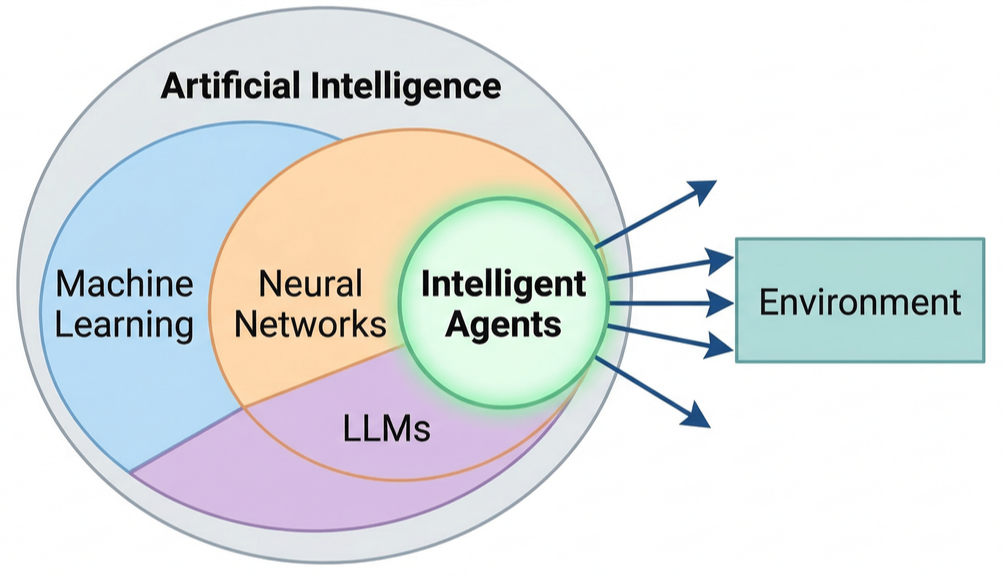 Artificial Intelligence
Machine
Learning
Neural
Networks
Intelligent
Agents
LLMs
Environment